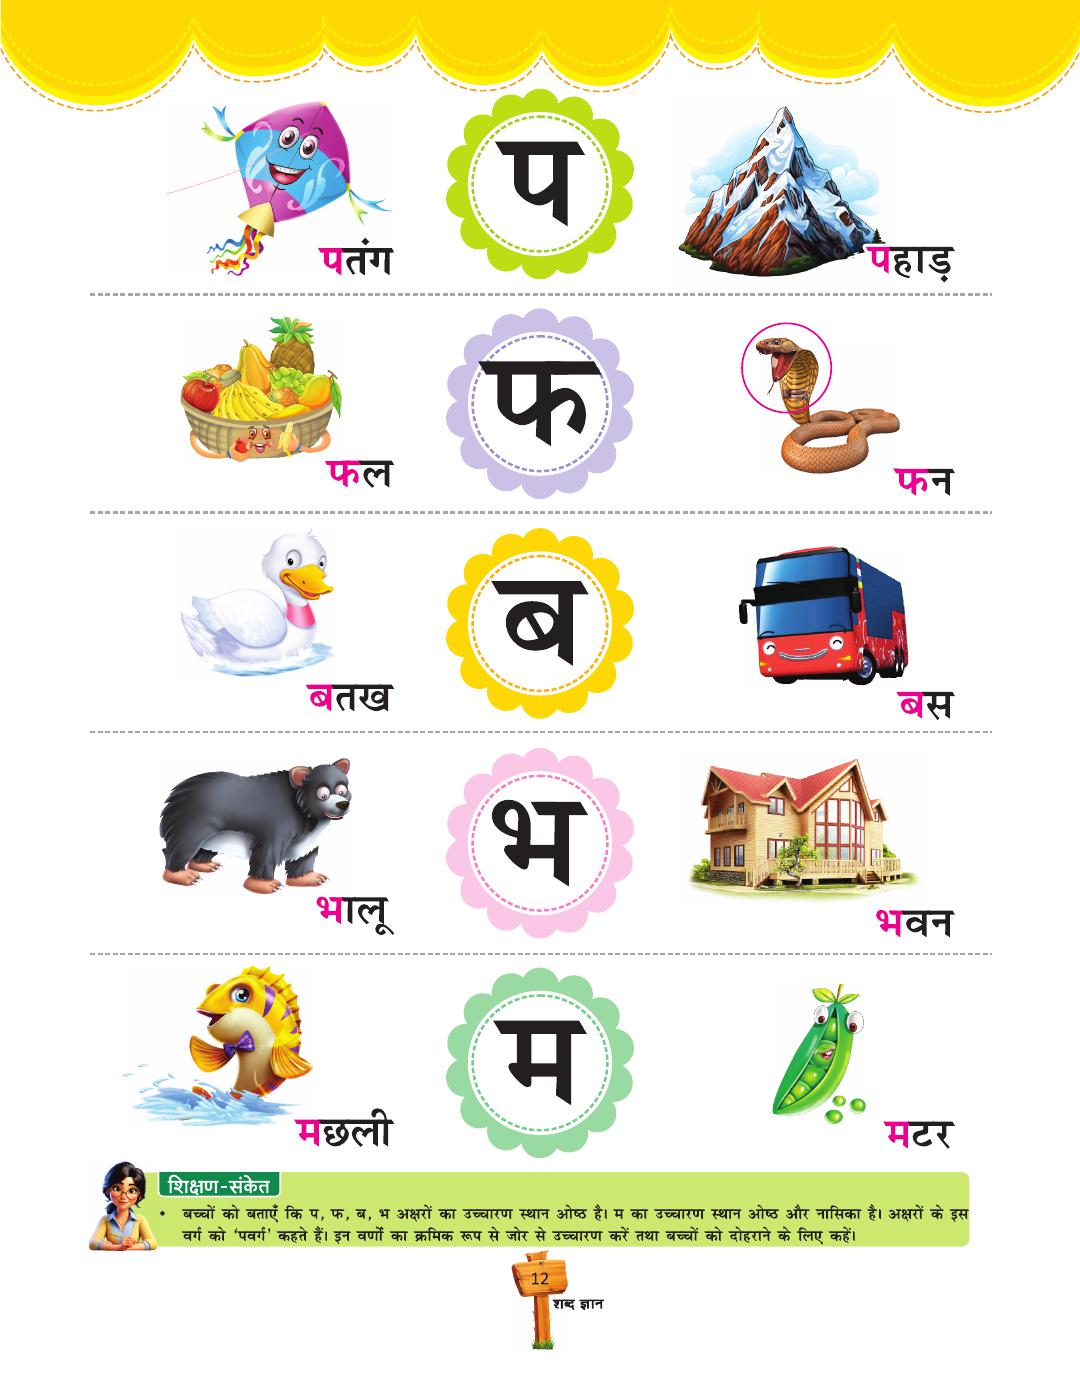 प
पतंग
पहाड़
फ
फल
फन
ब
बतख
बस
भ
भालू
भवन
म
मछली
मटर
शिक्षण-संकेत
• बच्चों को बताएँ कि प, फ, ब, भ अक्षरों का उच्चारण स्थान ओष्ठ है। म का उच्चारण स्थान ओष्ठ और नासिका है। अक्षरों के इस
वर्ग को ‘पवर्ग’ कहते हैं। इन वर्णों का क्रमिक रूप से जोर से उच्चारण करें तथा बच्चों को दोहराने के लिए कहें।
12
शब्द ज्ञान